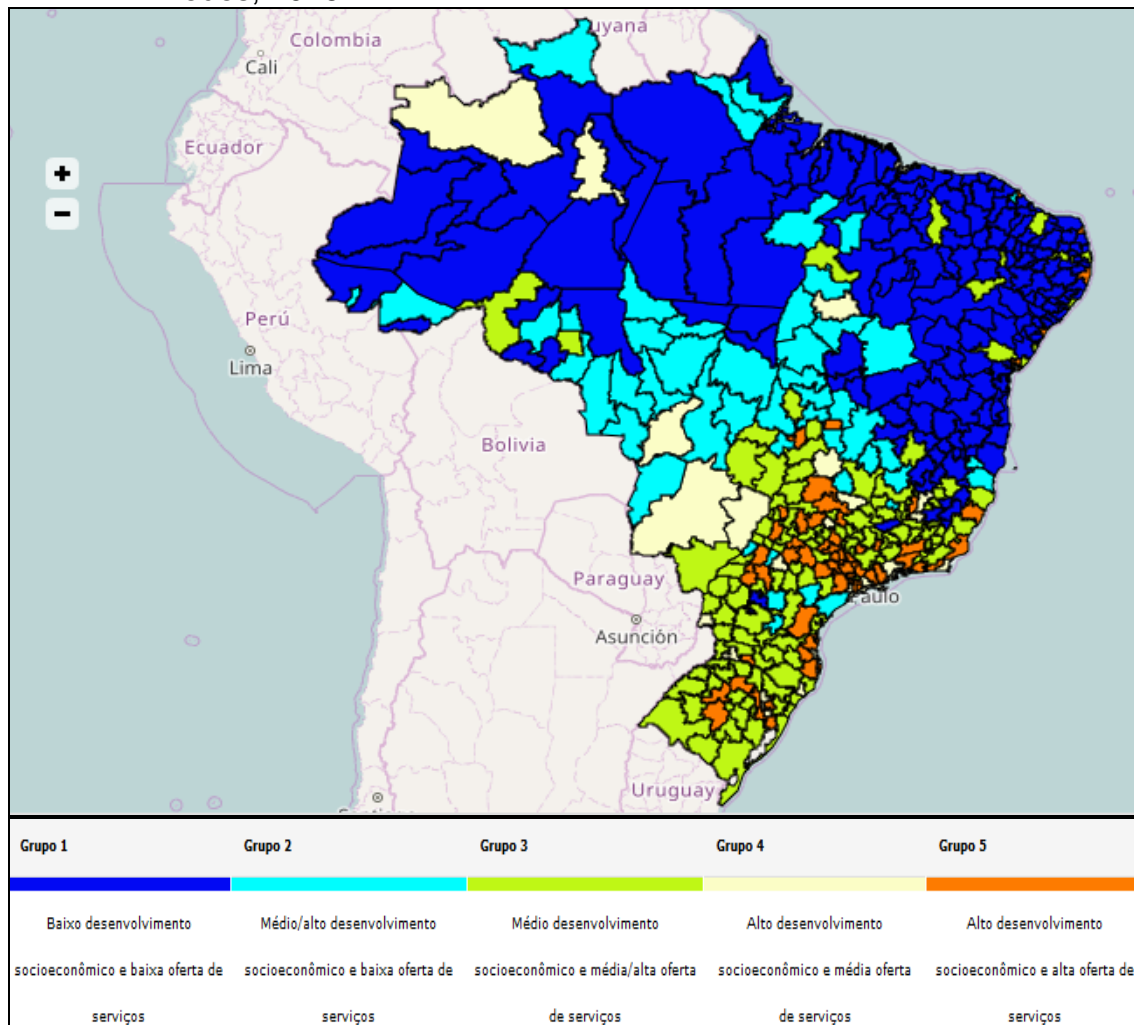 Colombia
uyana
Cali
Ecuador
+
−
Perú
Lima
Bolivia
Paraguay
Paulo
Asunción
Uruguay
Grupo 1 Grupo 2 Grupo 3 Grupo 4 Grupo 5
Baixo desenvolvimento Médio/alto desenvolvimento Médio desenvolvimento Alto desenvolvimento Alto desenvolvimento
socioeconômico e baixa oferta de socioeconômico e baixa oferta de socioeconômico e média/alta oferta socioeconômico e média oferta socioeconômico e alta oferta de
serviços serviços de serviços de serviços serviços